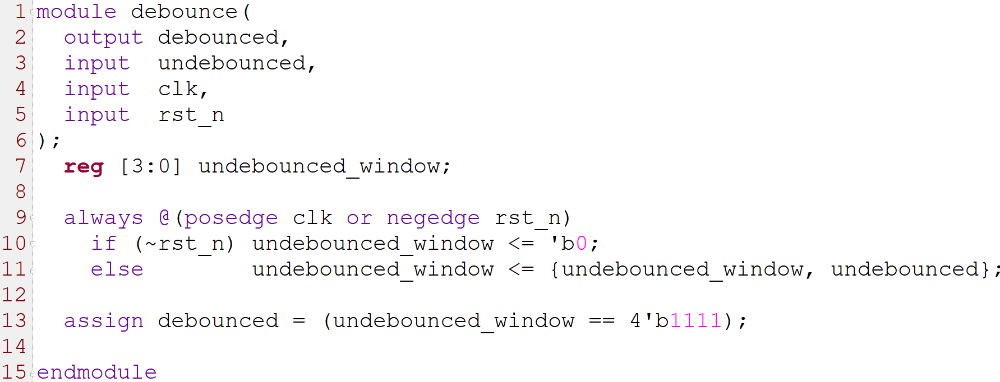 1 module debounce(
2   output debounced,
3   input  undebounced,
4   input  clk,
5   input  rst_n
6 );
7   reg [3:0] undebounced_window;
8
9   always @(posedge clk or negedge rst_n)
10     if (~rst_n) undebounced_window <= 'b0;
11     else        undebounced_window <= {undebounced_window, undebounced};
12
13   assign debounced = (undebounced_window == 4'b1111);
14
15 endmodule